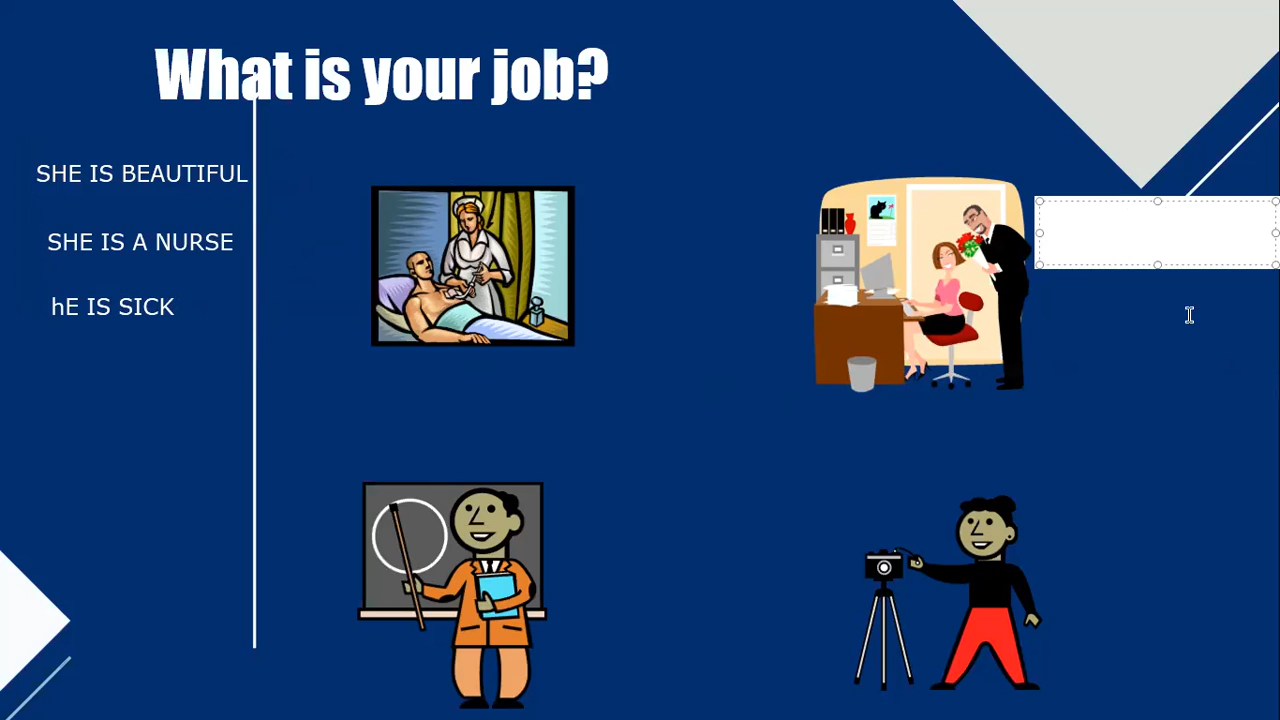 What is your job?
SHE IS BEAUTIFUL
SHE IS A NURSE
hE IS SICK